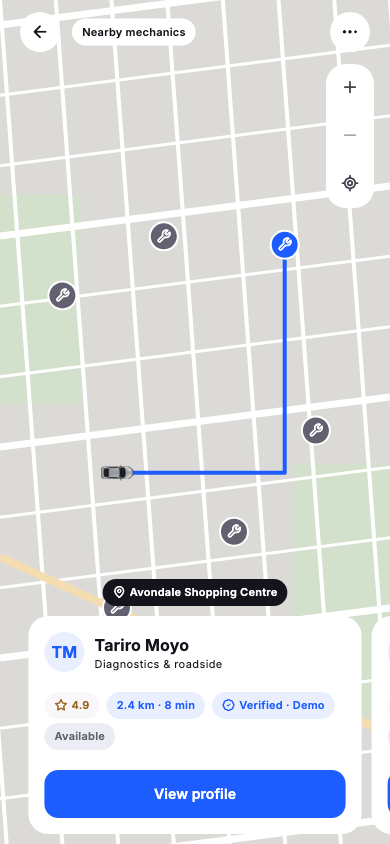 Nearby mechanics
Avondale Shopping Centre
TM
Tariro Moyo
Diagnostics & roadside
4.9
2.4 km · 8 min
Verified · Demo
Available
View profile